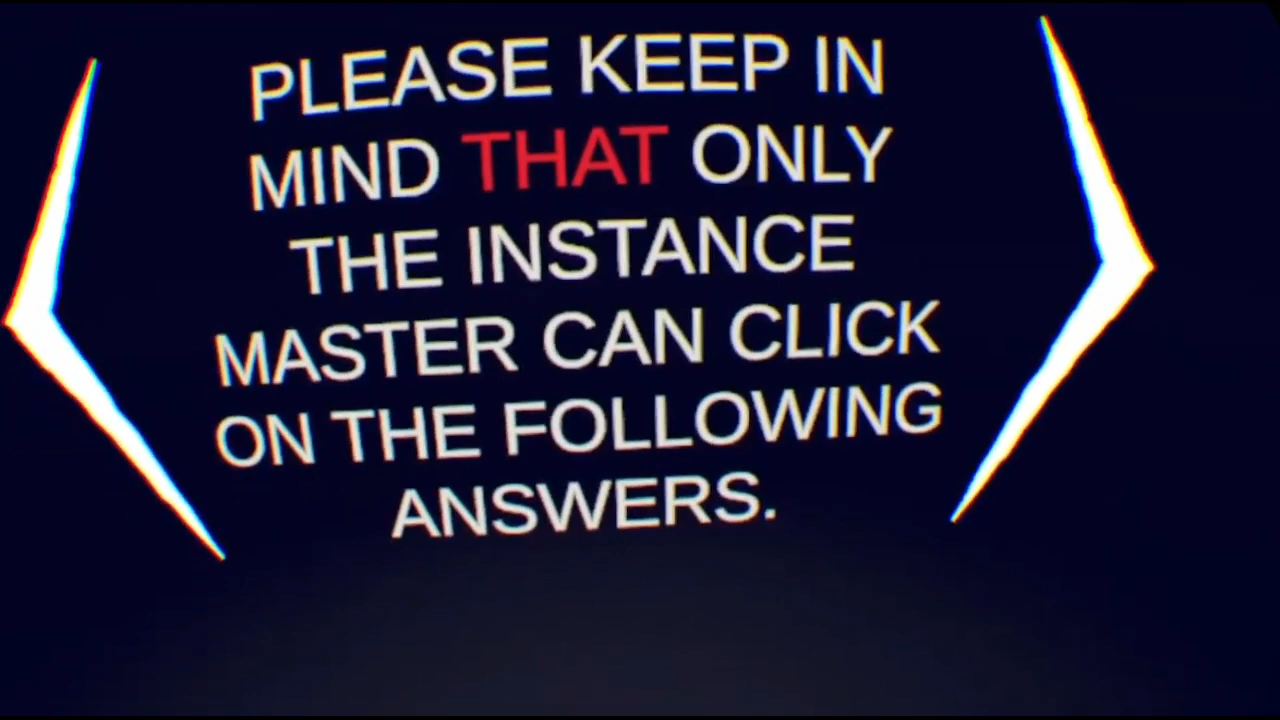 PLEASE KEEP IN
MIND THAT ONLY
THE INSTANCE
MASTER CAN CLICK
ON THE FOLLOWING
ANSWERS.